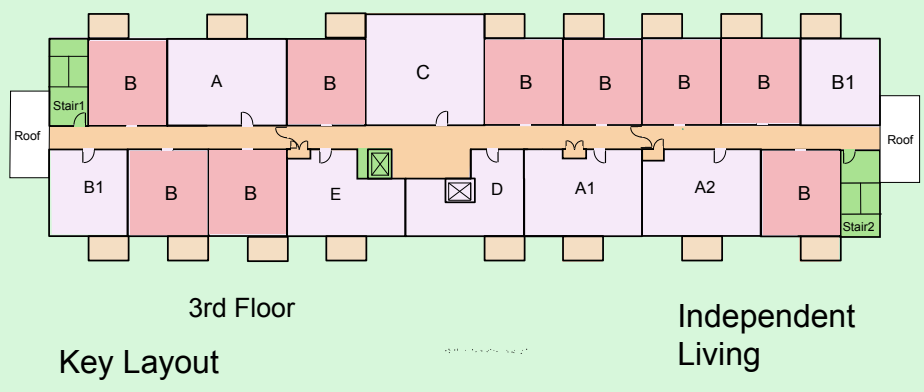 B
A
B
C
B
B
B
B
B1
Stair1
Roof
Roof
B1
B
B
E
D
A1
A2
B
Stair2
3rd Floor
Independent
Living
Key Layout